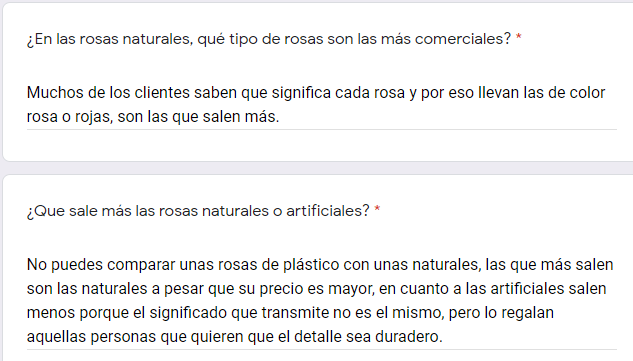 ¿En las rosas naturales, qué tipo de rosas son las más comerciales? *
Muchos de los clientes saben que significa cada rosa y por eso llevan las de color
rosa o rojas, son las que salen más.
¿Que sale más las rosas naturales o artificiales? *
No puedes comparar unas rosas de plástico con unas naturales, las que más salen
son las naturales a pesar que su precio es mayor, en cuanto a las artificiales salen
menos porque el significado que transmite no es el mismo, pero lo regalan
aquellas personas que quieren que el detalle sea duradero.